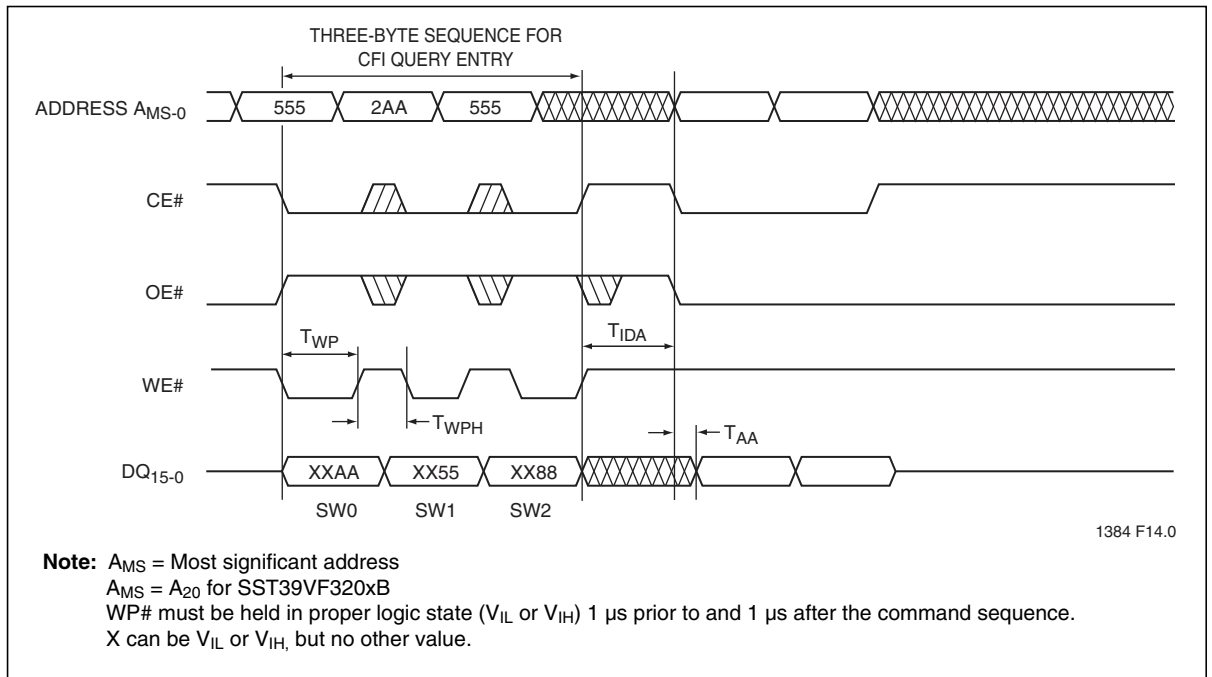 THREE-BYTE SEQUENCE FOR
CFI QUERY ENTRY
ADDRESS AMS-0
555
2AA
555
CE#
OE#
TWP
TIDA
WE#
TWPH
TAA
DQ15-0
XXAA
XX55
XX88
SW0
SW1
SW2
1384 F14.0
Note: AMS = Most significant address
AMS = A20 for SST39VF320xB
WP# must be held in proper logic state (VIL or VIH) 1 µs prior to and 1 µs after the command sequence.
X can be VIL or VIH, but no other value.